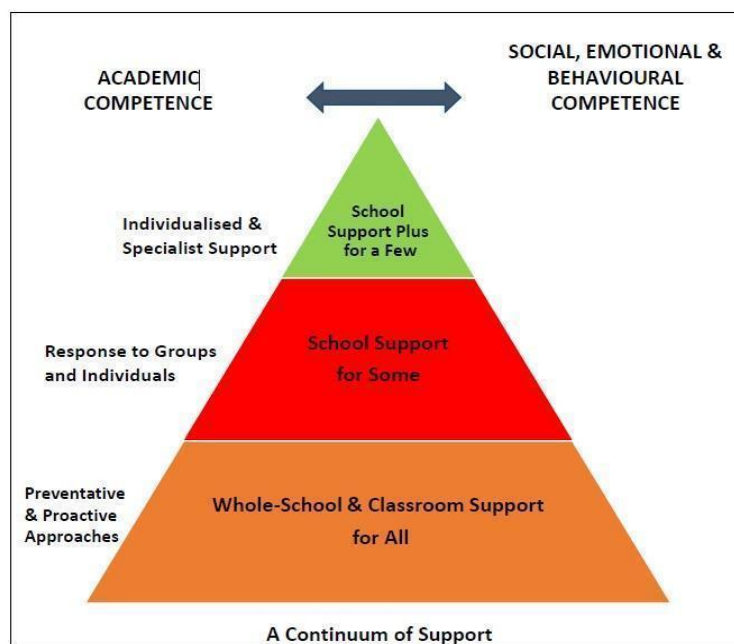 ACADEMIC
COMPETENCE
SOCIAL, EMOTIONAL &
BEHAVIOURAL
COMPETENCE
Individualised &
Specialist Support
School
Support Plus
for a Few
Response to Groups
and Individuals
School Support
for Some
Preventative
& Proactive
Approaches
Whole-School & Classroom Support
for All
A Continuum of Support